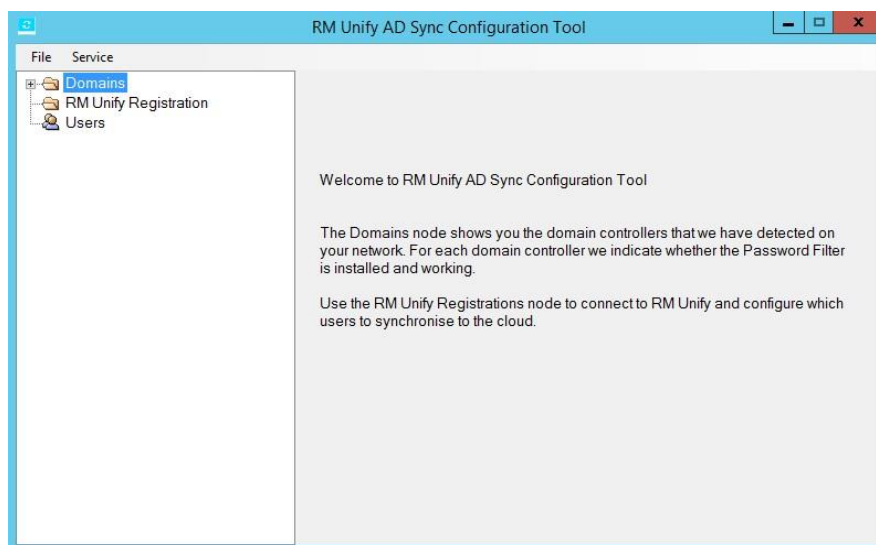 RM Unify AD Sync Configuration Tool
File Service
Domains
RM Unify Registration
Users
Welcome to RM Unify AD Sync Configuration Tool
The Domains node shows you the domain controllers that we have detected on
your network. For each domain controller we indicate whether the Password Filter
is installed and working.
Use the RM Unify Registrations node to connect to RM Unify and configure which
users to synchronise to the cloud.